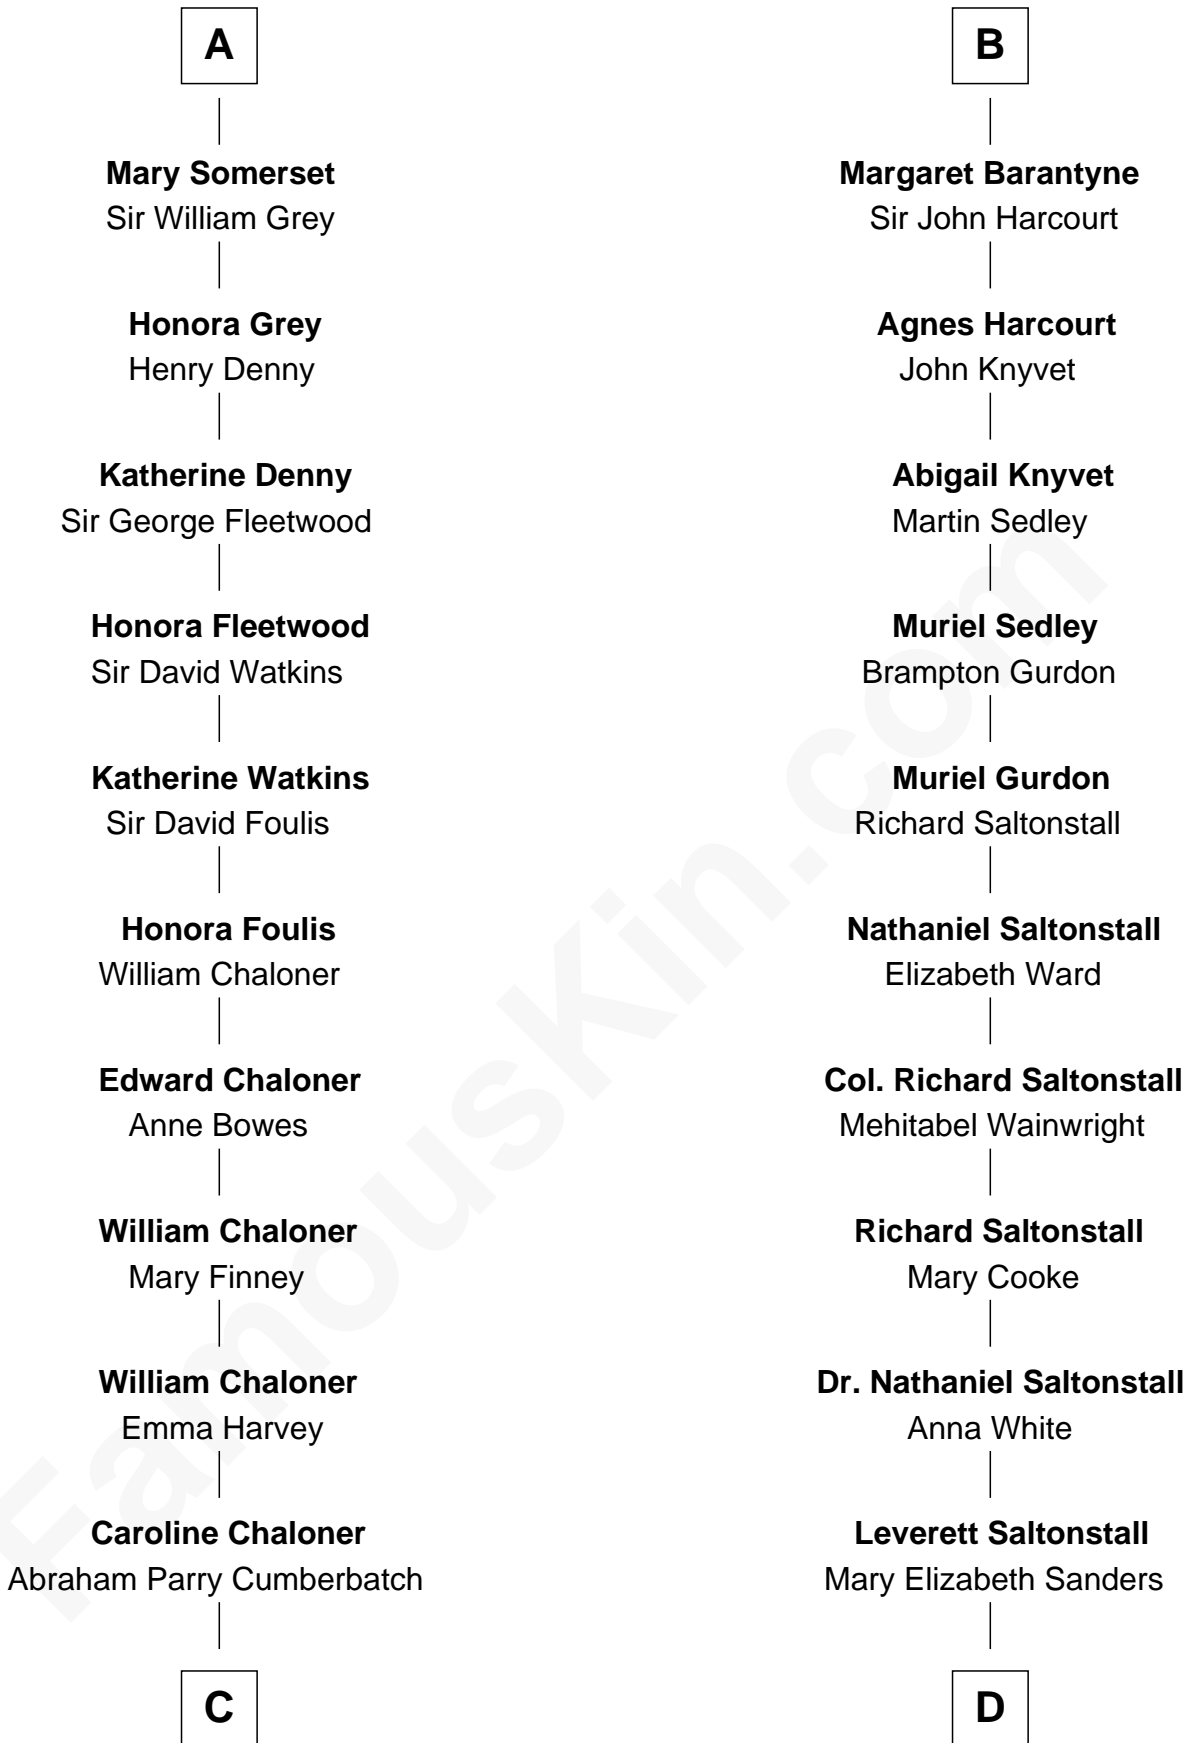 A
Mary Somerset
Sir William Grey
Honora Grey
Henry Denny
Katherine Denny
Sir George Fleetwood
Honora Fleetwood
Sir David Watkins
Katherine Watkins
Sir David Foulis
Honora Foulis
William Chaloner
Edward Chaloner
Anne Bowes
William Chaloner
Mary Finney
William Chaloner
Emma Harvey
Caroline Chaloner
Abraham Parry Cumberbatch
C
B
Margaret Barantyne
Sir John Harcourt
Agnes Harcourt
John Knyvet
Abigail Knyvet
Martin Sedley
Muriel Sedley
Brampton Gurdon
Muriel Gurdon
Richard Saltonstall
Nathaniel Saltonstall
Elizabeth Ward
Col. Richard Saltonstall
Mehitabel Wainwright
Richard Saltonstall
Mary Cooke
Dr. Nathaniel Saltonstall
Anna White
Leverett Saltonstall
Mary Elizabeth Sanders
D
FamousKin.com